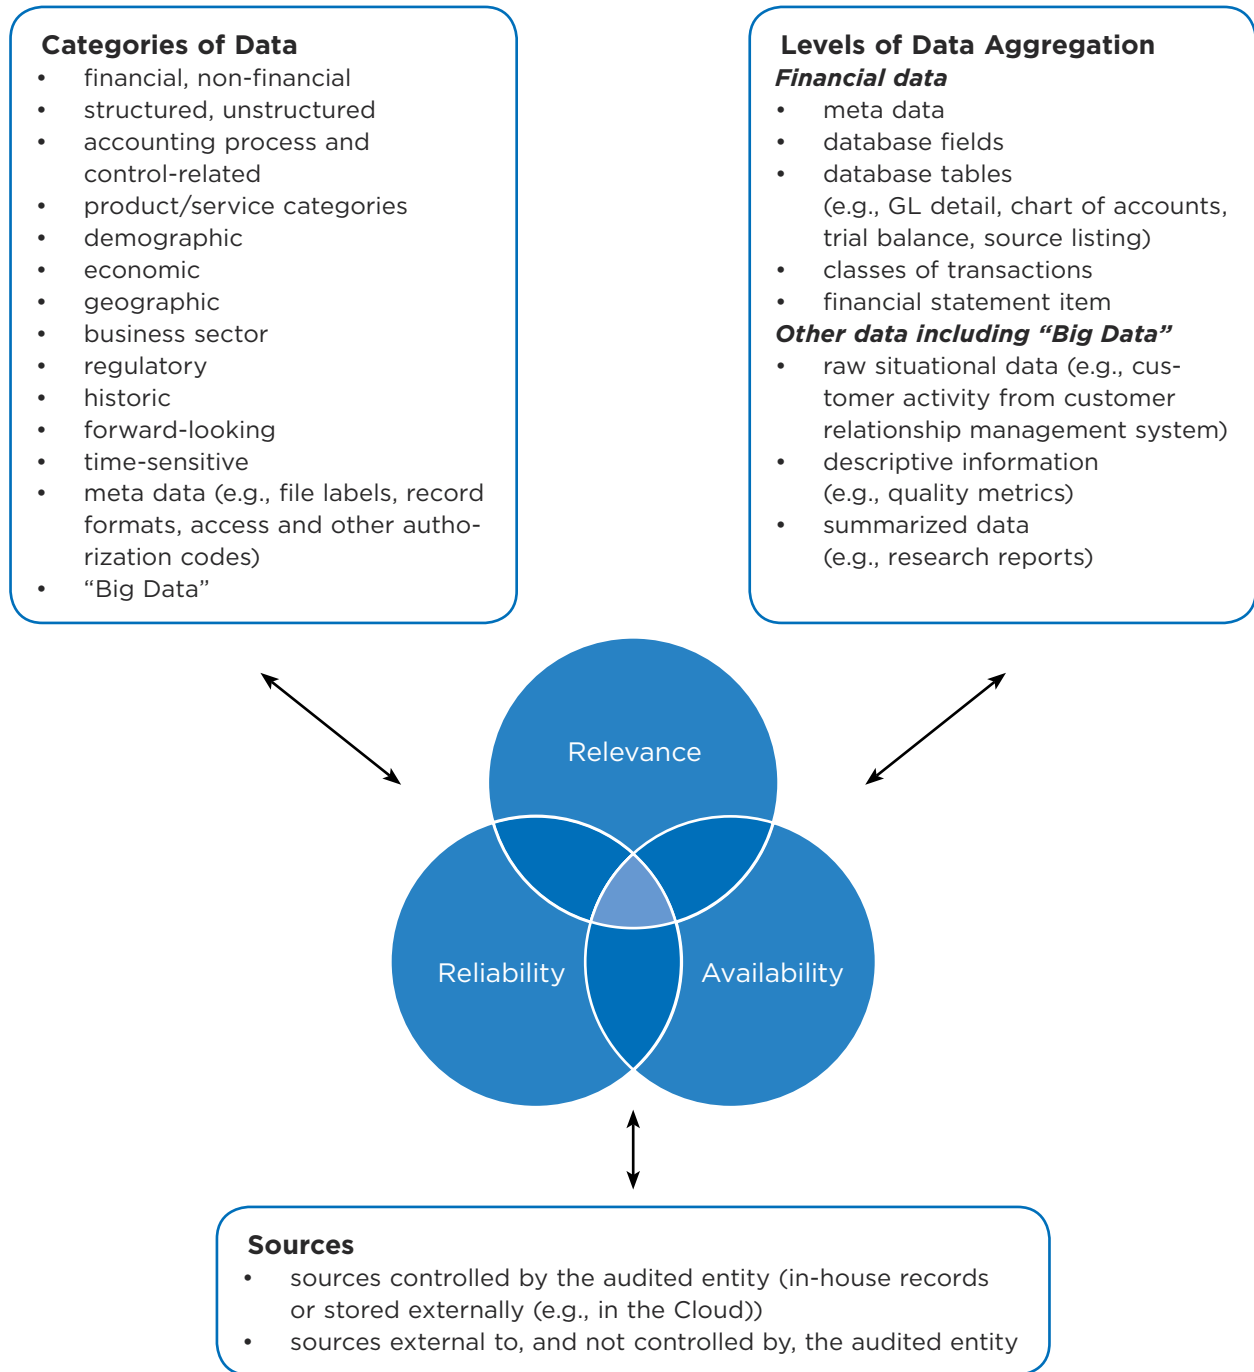 Categories of Data
• financial, non-financial
• structured, unstructured
• accounting process and
control-related
• product/service categories
• demographic
• economic
• geographic
• business sector
• regulatory
• historic
• forward-looking
• time-sensitive
• meta data (e.g., file labels, record
formats, access and other autho-
rization codes)
• “Big Data”
Levels of Data Aggregation
Financial data
• meta data
• database fields
• database tables
(e.g., GL detail, chart of accounts,
trial balance, source listing)
• classes of transactions
• financial statement item
Other data including “Big Data”
• raw situational data (e.g., cus-
tomer activity from customer
relationship management system)
• descriptive information
(e.g., quality metrics)
• summarized data
(e.g., research reports)
Relevance
Reliability
Availability
Sources
• sources controlled by the audited entity (in-house records
or stored externally (e.g., in the Cloud))
• sources external to, and not controlled by, the audited entity